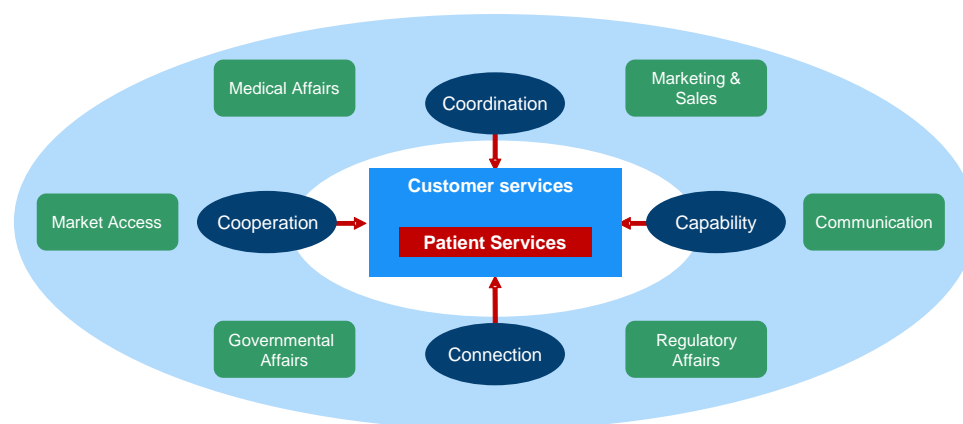 Medical Affairs
Coordination
Marketing &
Sales
Customer services
Market Access
Cooperation
Patient Services
Capability
Communication
Governmental
Affairs
Connection
Regulatory
Affairs